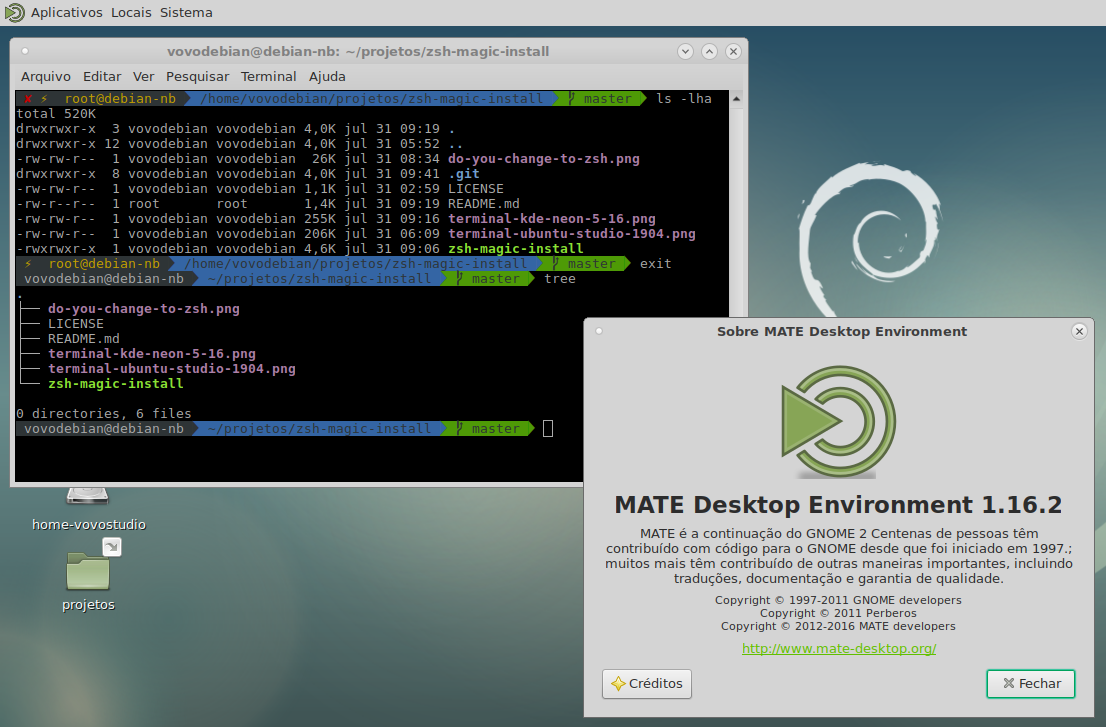 Aplicativos Locais Sistema
vovodebian@debian-nb: ~/projetos/zsh-magic-install
Arquivo Editar Ver Pesquisar Terminal Ajuda
✘ ⚡ root@debian-nb /home/vovodebian/projetos/zsh-magic-install master ls -lha
total 520K
drwxrwxr-x 3 vovodebian vovodebian 4,0K jul 31 09:19 .
drwxrwxr-x 12 vovodebian vovodebian 4,0K jul 31 05:52 ..
-rw-rw-r-- 1 vovodebian vovodebian 26K jul 31 08:34 do-you-change-to-zsh.png
drwxrwxr-x 8 vovodebian vovodebian 4,0K jul 31 09:41 .git
-rw-rw-r-- 1 vovodebian vovodebian 1,1K jul 31 02:59 LICENSE
-rw-r--r-- 1 root root 1,4K jul 31 09:19 README.md
-rw-rw-r-- 1 vovodebian vovodebian 255K jul 31 09:16 terminal-kde-neon-5-16.png
-rw-rw-r-- 1 vovodebian vovodebian 206K jul 31 06:09 terminal-ubuntu-studio-1904.png
-rwxrwxr-x 1 vovodebian vovodebian 4,6K jul 31 09:06 zsh-magic-install
⚡ root@debian-nb /home/vovodebian/projetos/zsh-magic-install master exit
vovodebian@debian-nb ~/projetos/zsh-magic-install master tree
.
├── do-you-change-to-zsh.png
├── LICENSE
├── README.md
├── terminal-kde-neon-5-16.png
├── terminal-ubuntu-studio-1904.png
└── zsh-magic-install
0 directories, 6 files
vovodebian@debian-nb ~/projetos/zsh-magic-install master
home-vovostudio
projetos
Sobre MATE Desktop Environment
MATE Desktop Environment 1.16.2
MATE é a continuação do GNOME 2 Centenas de pessoas têm
contribuído com código para o GNOME desde que foi iniciado em 1997.;
muitos mais têm contribuído de outras maneiras importantes, incluindo
traduções, documentação e garantia de qualidade.
Copyright © 1997-2011 GNOME developers
Copyright © 2011 Perberos
Copyright © 2012-2016 MATE developers
http://www.mate-desktop.org/
Créditos
Fechar